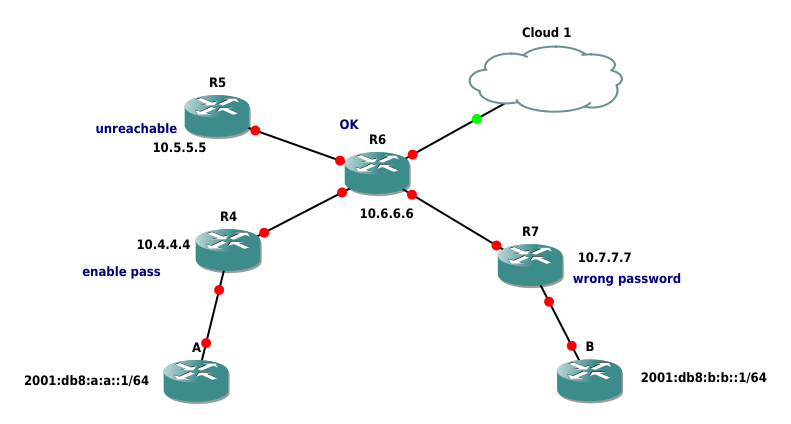 Cloud 1
R5
unreachable
10.5.5.5
OK
R6
10.6.6.6
R4
10.4.4.4
enable pass
R7
10.7.7.7
wrong password
A
2001:db8:a:a::1/64
B
2001:db8:b:b::1/64